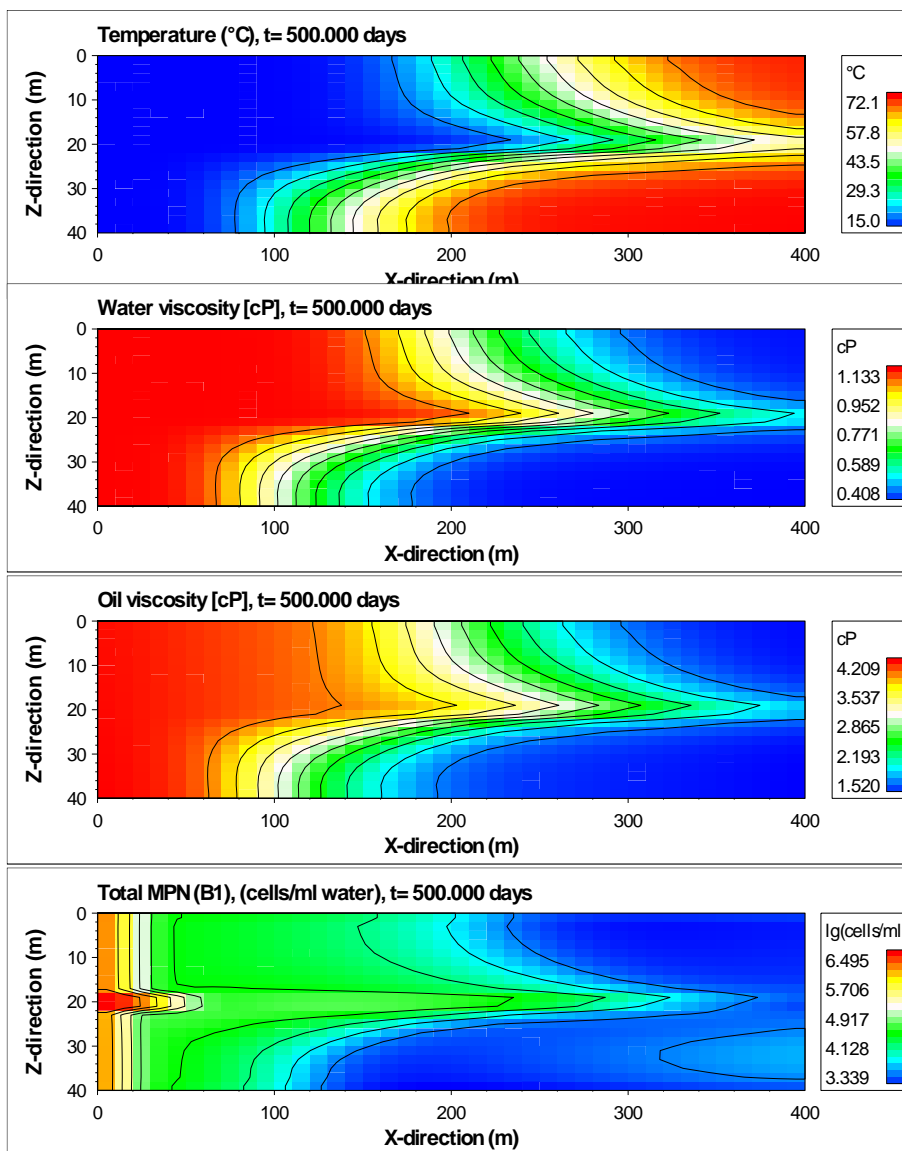 Temperature (°C), t= 500.000 days
Z-direction (m)
0
10
20
30
40
0 100 200 300 400
X-direction (m)
°C
72.1
57.8
43.5
29.3
15.0
Water viscosity [cP], t= 500.000 days
Z-direction (m)
0
10
20
30
40
0 100 200 300 400
X-direction (m)
cP
1.133
0.952
0.771
0.589
0.408
Oil viscosity [cP], t= 500.000 days
Z-direction (m)
0
10
20
30
40
0 100 200 300 400
X-direction (m)
cP
4.209
3.537
2.865
2.193
1.520
Total MPN (B1), (cells/ml water), t= 500.000 days
Z-direction (m)
0
10
20
30
40
0 100 200 300 400
X-direction (m)
lg(cells/ml
6.495
5.706
4.917
4.128
3.339